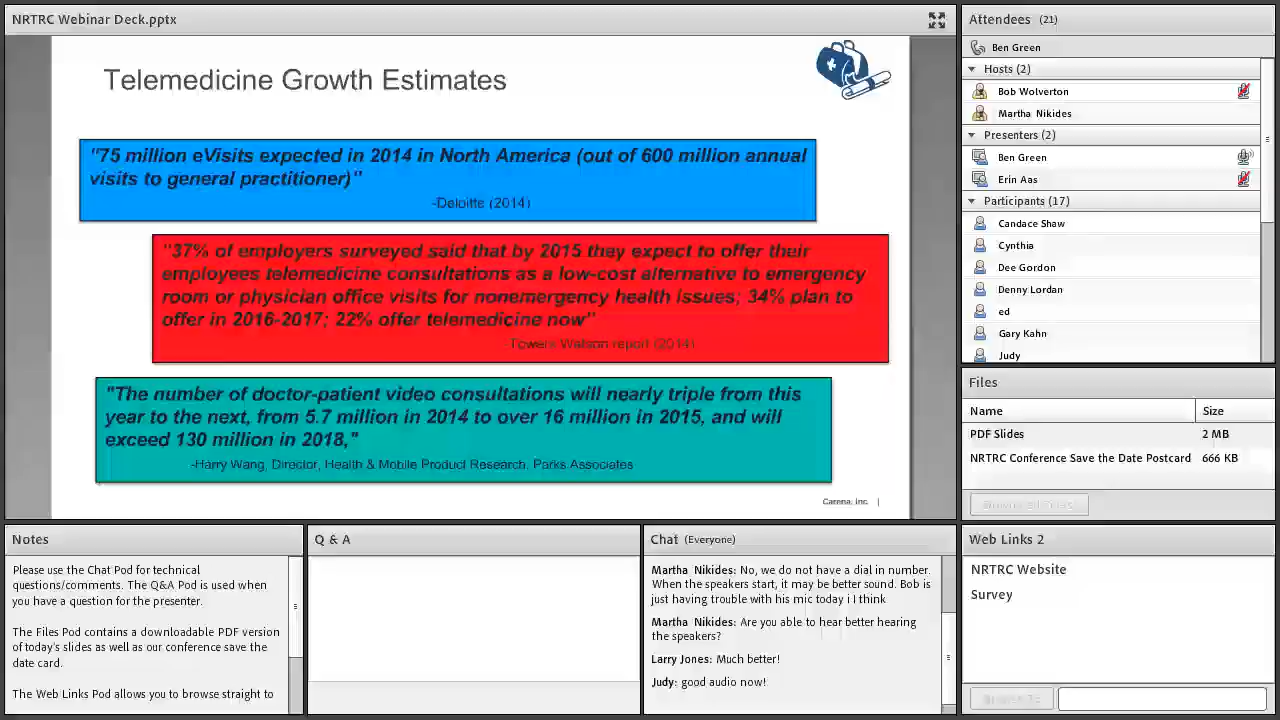 NRTRC Webinar Deck.pptx
Telemedicine Growth Estimates
"75 million eVisits expected in 2014 in North America (out of 600 million annual
visits to general practitioner)"
-Deloitte (2014)
"37% of employers surveyed said that by 2015 they expect to offer their
employees telemedicine consultations as a low-cost alternative to emergency
room or physician office visits for nonemergency health issues; 34% plan to
offer in 2016-2017; 22% offer telemedicine now"
-Towers Watson report (2014)
"The number of doctor-patient video consultations will nearly triple from this
year to the next, from 5.7 million in 2014 to over 16 million in 2015, and will
exceed 130 million in 2018,"
-Harry Wang, Director, Health & Mobile Product Research, Parks Associates
Carena, Inc. |
Attendees (21)
Ben Green
Hosts (2)
Bob Wolverton
Martha Nikides
Presenters (2)
Ben Green
Erin Aas
Participants (17)
Candace Shaw
Cynthia
Dee Gordon
Denny Lordan
ed
Gary Kahn
Judy
Files
Name Size
PDF Slides 2 MB
NRTRC Conference Save the Date Postcard 666 KB
Notes
Please use the Chat Pod for technical
questions/comments. The Q&A Pod is used when
you have a question for the presenter.
The Files Pod contains a downloadable PDF version
of today's slides as well as our conference save the
date card.
The Web Links Pod allows you to browse straight to
Q & A
Chat (Everyone)
Martha Nikides: No, we do not have a dial in number.
When the speakers start, it may be better sound. Bob is
just having trouble with his mic today i I think
Martha Nikides: Are you able to hear better hearing
the speakers?
Larry Jones: Much better!
Judy: good audio now!
Web Links 2
NRTRC Website
Survey
Browse To